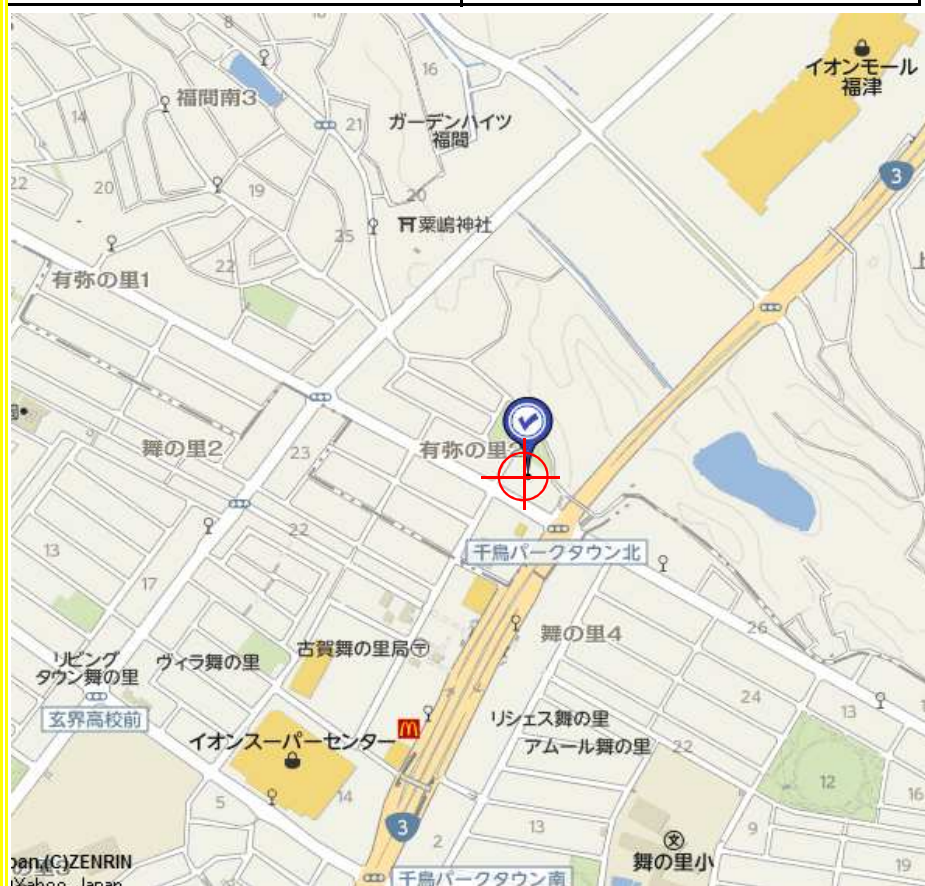 8
16
イオンモール
福津
福間南3
14
21
ガーデンハイツ
福間
3
22
20
19
20
25
粟嶋神社
22
有弥の里1
舞の里2
23
有弥の里2
22
千鳥パークタウン北
13
17
舞の里4
26
古賀舞の里局
リビング
タウン舞の里
ヴィラ舞の里
24
13
玄界高校前
リシェス舞の里
イオンスーパーセンター
アムール舞の里
22
12
16
14
5
3
2
13
9
文
舞の里小
19
pan,(C)ZENRIN
千鳥パークタウン南
Yahoo Japan